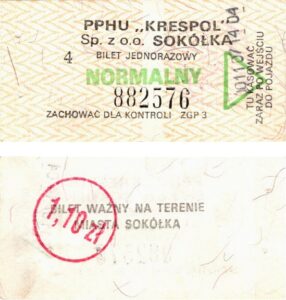 PPHU „KRESPOL"
Sp. z o.o. SOKÓŁKA
4
BILET JEDNORAZOWY
NORMALNY
882576
ZACHOWAĆ DLA KONTROLI ZGP 3
TU KASOWAĆ
ZARAZ PO WEJŚCIU
DO POJAZDU
BILET WAŻNY NA TERENIE
MIASTA SOKÓŁKA
1,10 zł